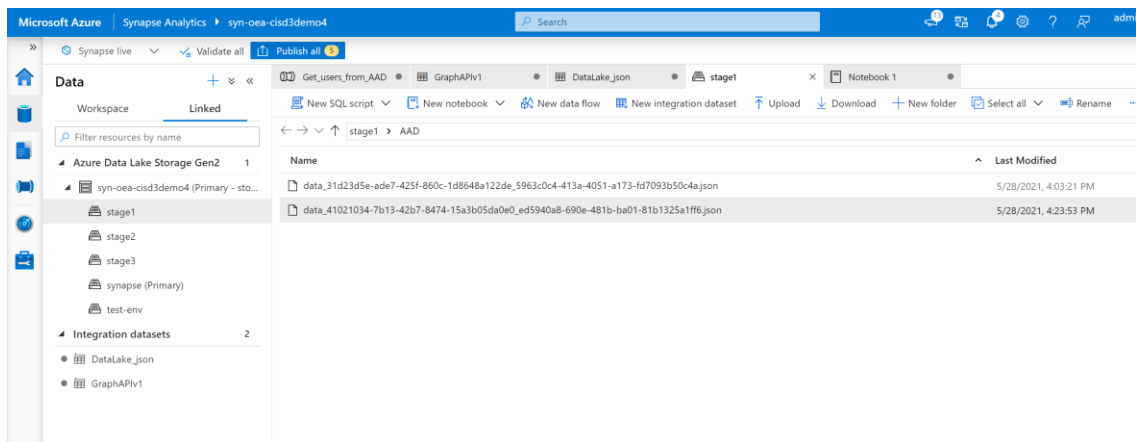 Microsoft Azure Synapse Analytics syn-oea-cisd3demo4 Search 13 4 ? admi
Synapse live Validate all Publish all 5
Data
Workspace Linked
Filter resources by name
Azure Data Lake Storage Gen2 1
syn-oea-cisd3demo4 (Primary - sto...
stage1
stage2
stage3
synapse (Primary)
test-env
Integration datasets 2
DataLake_json
GraphAPIv1
Get_users_from_AAD GraphAPIv1 DataLake_json stage1 Notebook 1
New SQL script New notebook New data flow New integration dataset Upload Download New folder Select all Rename ...
stage1 AAD
Name Last Modified
data_31d23d5e-ade7-425f-860c-1d8648a122de_5963c0c4-413a-4051-a173-fd7093b50c4a.json 5/28/2021, 4:03:21 PM
data_41021034-7b13-42b7-8474-15a3b05da0e0_ed5940a8-690e-481b-ba01-81b1325a1ff6.json 5/28/2021, 4:23:53 PM